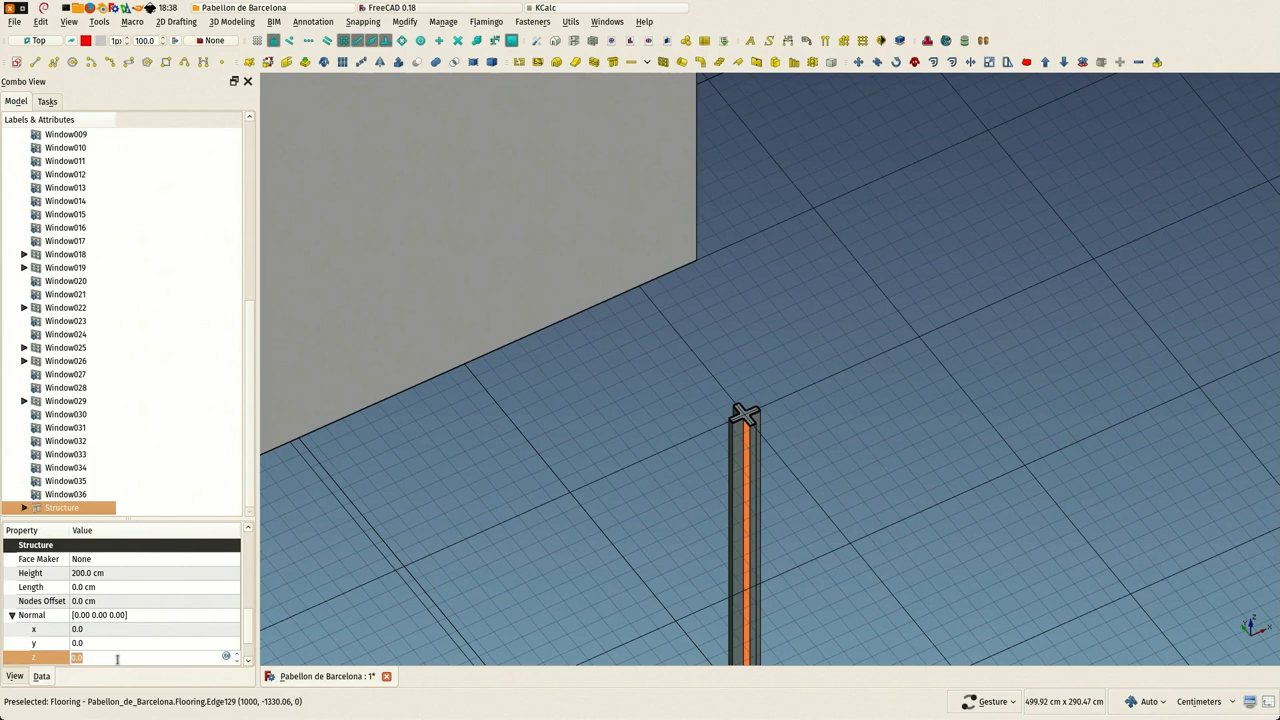 18:38
Pabellon de Barcelona
FreeCAD 0.18
KCalc
File Edit View Tools Macro 2D Drafting 3D Modeling BIM Annotation Snapping Modify Manage Flamingo Fasteners Utils Windows Help
Top
100.0
None
Combo View
Model Tasks
Labels & Attributes
Window009
Window010
Window011
Window012
Window013
Window014
Window015
Window016
Window017
Window018
Window019
Window020
Window021
Window022
Window023
Window024
Window025
Window026
Window027
Window028
Window029
Window030
Window031
Window032
Window033
Window034
Window035
Window036
Structure
Property Value
Structure
Face Maker None
Height 200.0 cm
Length 0.0 cm
Nodes Offset 0.0 cm
Normal [0.00 0.00 0.00]
x 0.0
y 0.0
z 0.0
View Data
Pabellon de Barcelona : 1*
Preselected: Flooring - Pabellon_de_Barcelona.Flooring.Edge129 (1000, -1330.06, 0)
Gesture
499.92 cm x 290.47 cm
Auto
Centimeters